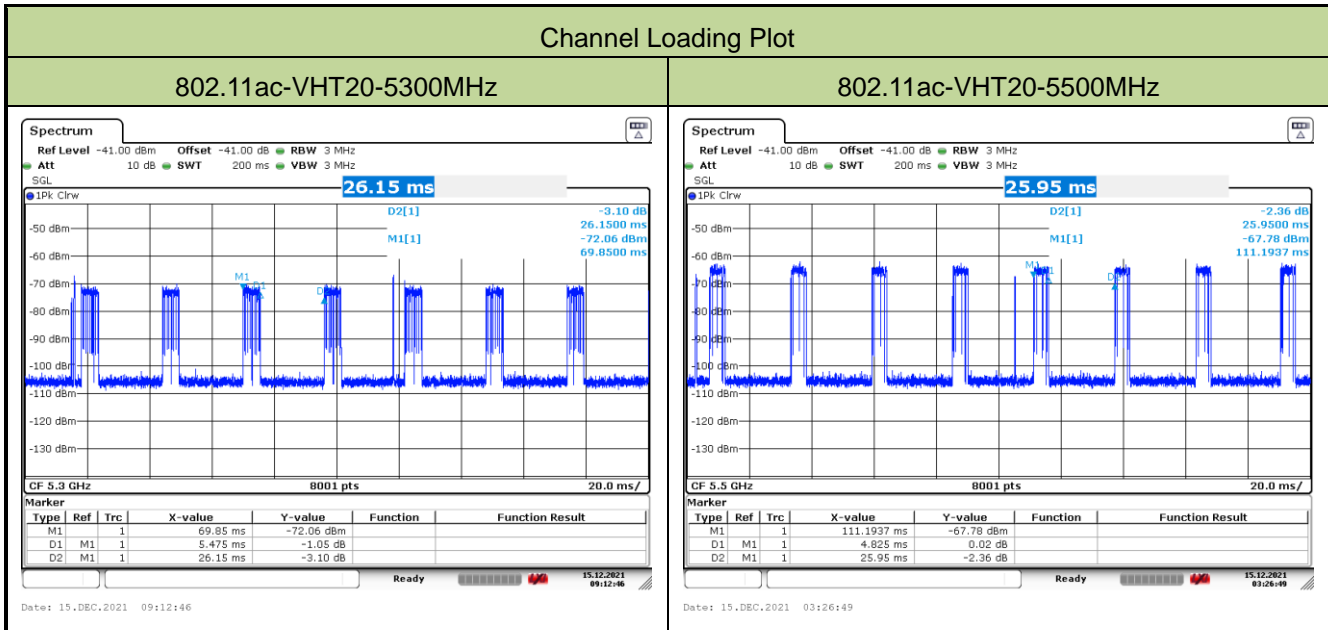 Channel Loading Plot
802.11ac-VHT20-5300MHz
802.11ac-VHT20-5500MHz
Spectrum
Ref Level -41.00 dBm Offset -41.00 dB RBW 3 MHz
Att 10 dB SWT 200 ms VBW 3 MHz
SGL
26.15 ms
1Pk Clrw
D2[1] -3.10 dB
26.1500 ms
M1[1] -72.06 dBm
69.8500 ms
-50 dBm
-60 dBm
M1
D1
-70 dBm
-80 dBm
-90 dBm
-100 dBm
-110 dBm
-120 dBm
-130 dBm
CF 5.3 GHz 8001 pts 20.0 ms/
Marker
Type Ref Trc X-value Y-value Function Function Result
M1 1 69.85 ms -72.06 dBm
D1 M1 1 5.475 ms -1.05 dB
D2 M1 1 26.15 ms -3.10 dB
Ready 15.12.2021
09:12:46
Date: 15.DEC.2021 09:12:46
Spectrum
Ref Level -41.00 dBm Offset -41.00 dB RBW 3 MHz
Att 10 dB SWT 200 ms VBW 3 MHz
SGL
25.95 ms
1Pk Clrw
D2[1] -2.36 dB
25.9500 ms
M1[1] -67.78 dBm
111.1937 ms
-50 dBm
-60 dBm
-70 dBm
-80 dBm
-90 dBm
-100 dBm
-110 dBm
-120 dBm
-130 dBm
CF 5.5 GHz 8001 pts 20.0 ms/
Marker
Type Ref Trc X-value Y-value Function Function Result
M1 1 111.1937 ms -67.78 dBm
D1 M1 1 4.825 ms 0.02 dB
D2 M1 1 25.95 ms -2.36 dB
Ready 15.12.2021
03:26:49
Date: 15.DEC.2021 03:26:49